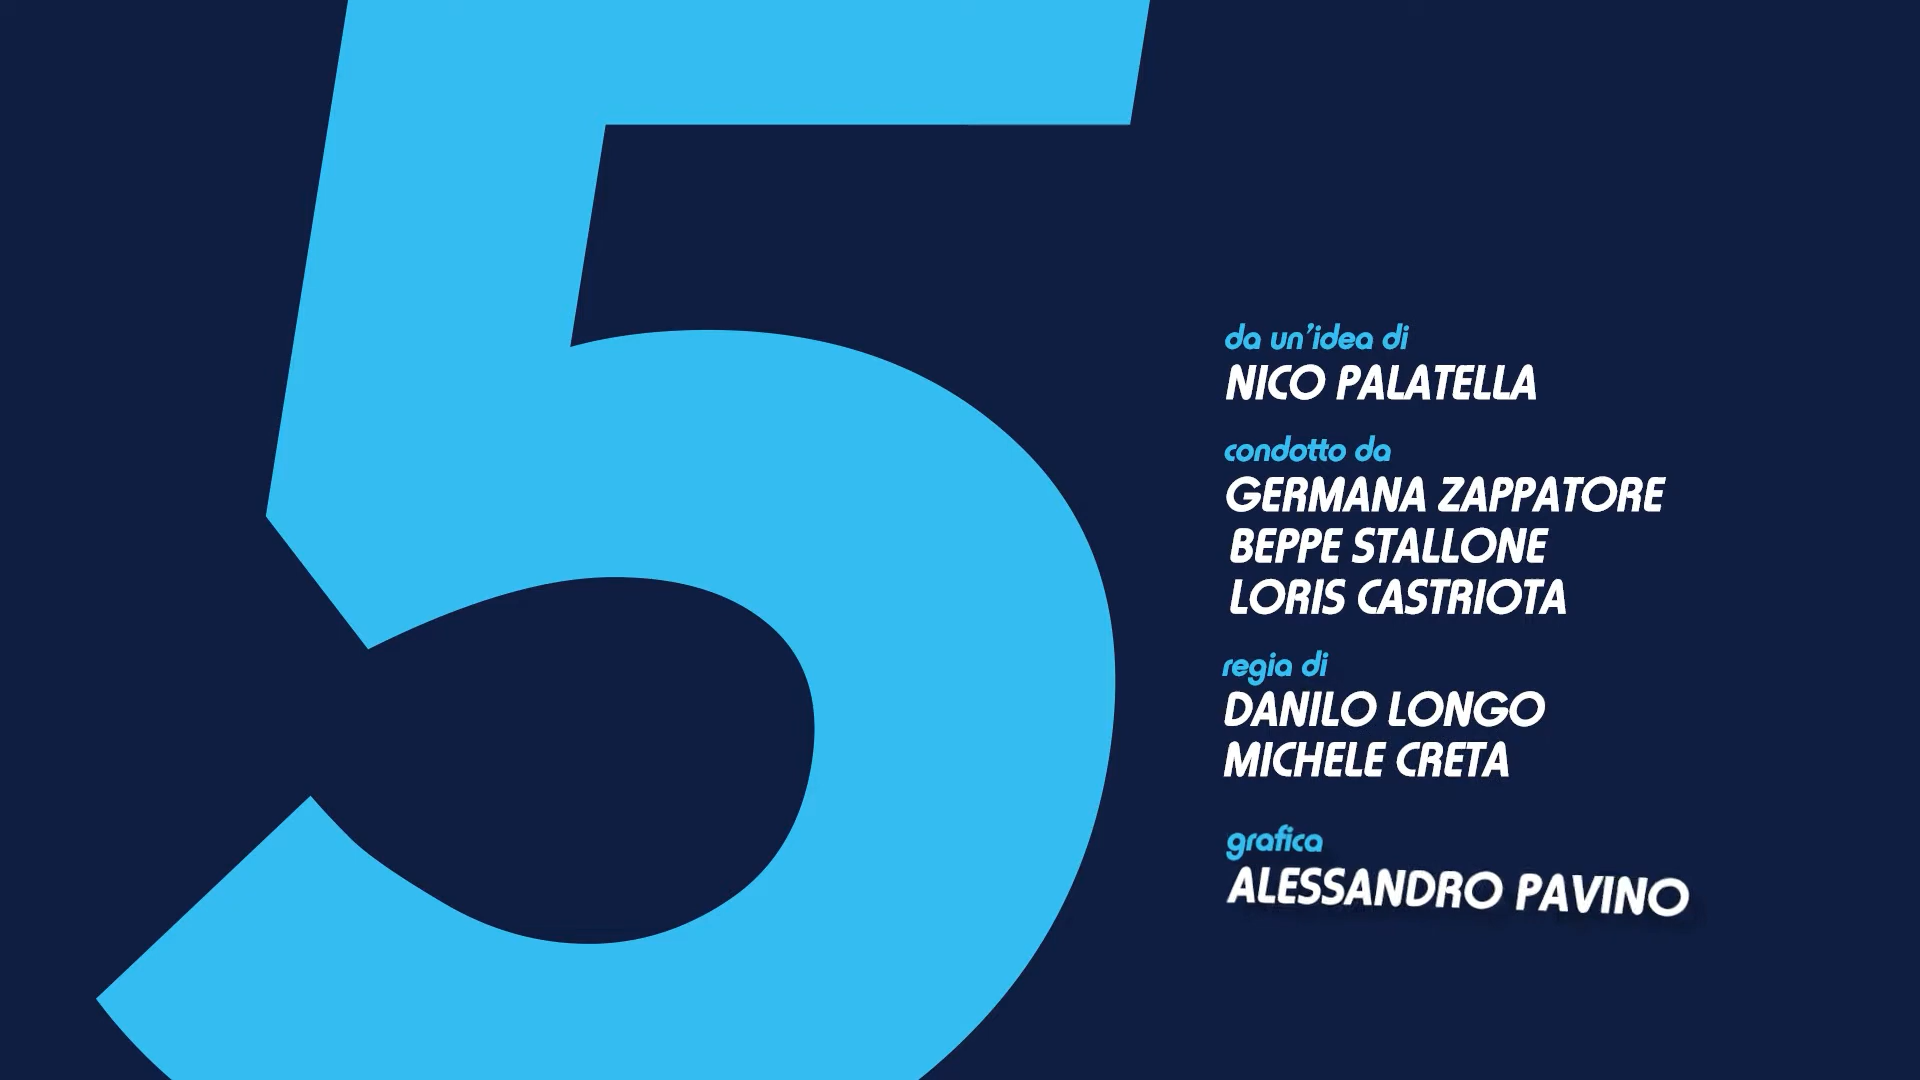 5
da un'idea di
NICO PALATELLA
condotto da
GERMANA ZAPPATORE
BEPPE STALLONE
LORIS CASTRIOTA
regia di
DANILO LONGO
MICHELE CRETA
grafica
ALESSANDRO PAVINO